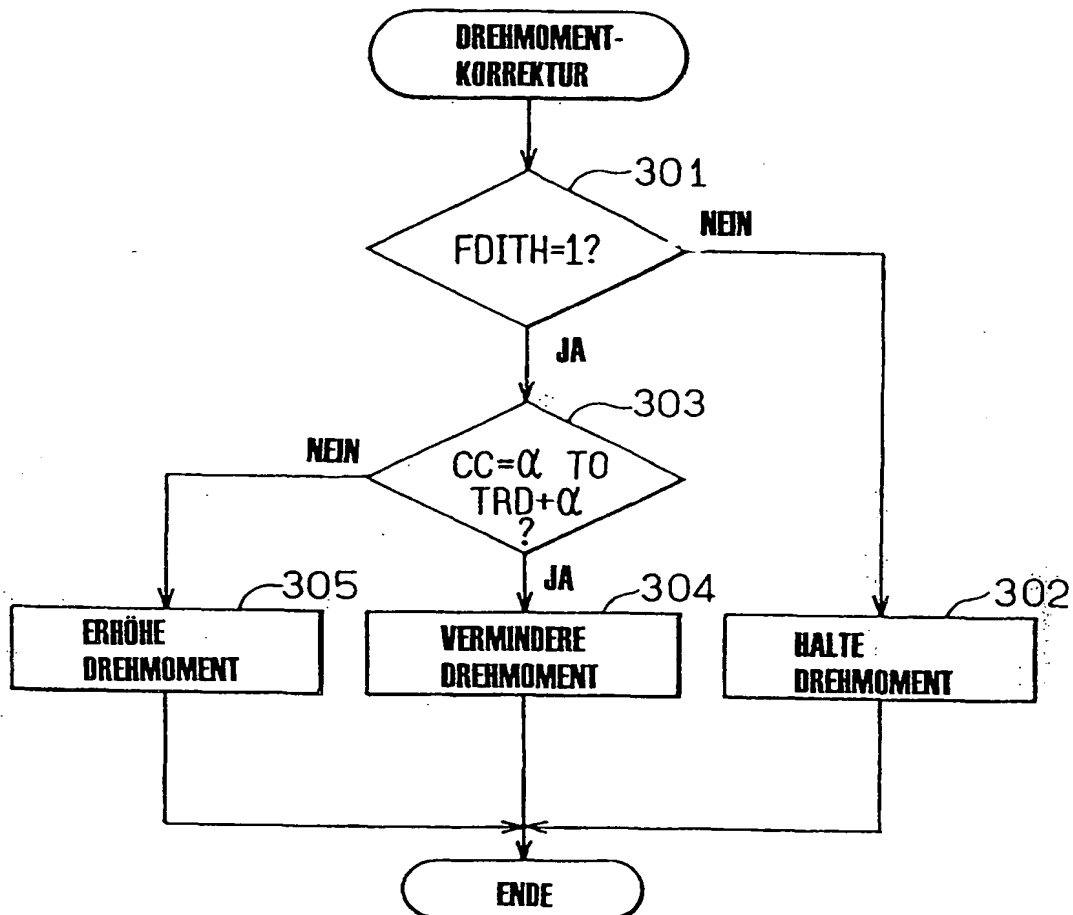 DREHMOMENT-
KORREKTUR
301
FDITH=1?
NEIN
JA
303
NEIN
CC=α TO
TRD+α
?
JA
305
ERHÖHE
DREHMOMENT
304
VERMINDERE
DREHMOMENT
302
HALTE
DREHMOMENT
ENDE